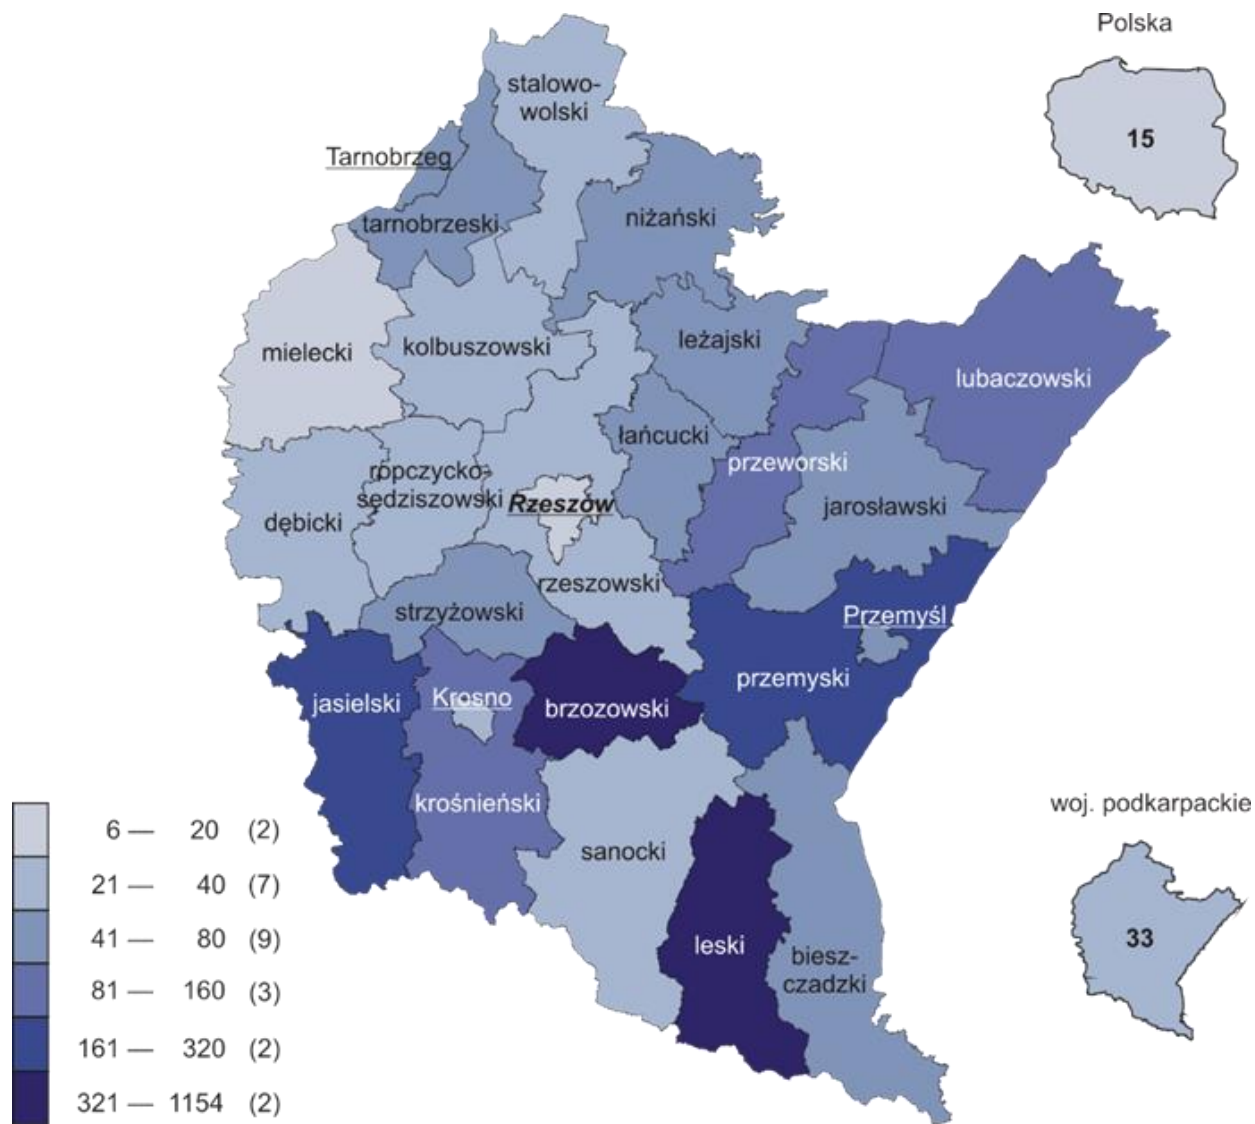 Polska
15
stalowo-
wolski
Tarnobrzeg
tarnobrzeski
niżański
mielecki
kolbuszowski
leżajski
lubaczowski
łańcucki
przeworski
ropczycko-
sędziszowski
Rzeszów
jarosławski
dębicki
rzeszowski
strzyżowski
Przemyśl
przemyski
jasielski
Krosno
brzozowski
krośnieński
sanocki
leski
biesz-
czadzki
woj. podkarpackie
33
6 — 20 (2)
21 — 40 (7)
41 — 80 (9)
81 — 160 (3)
161 — 320 (2)
321 — 1154 (2)